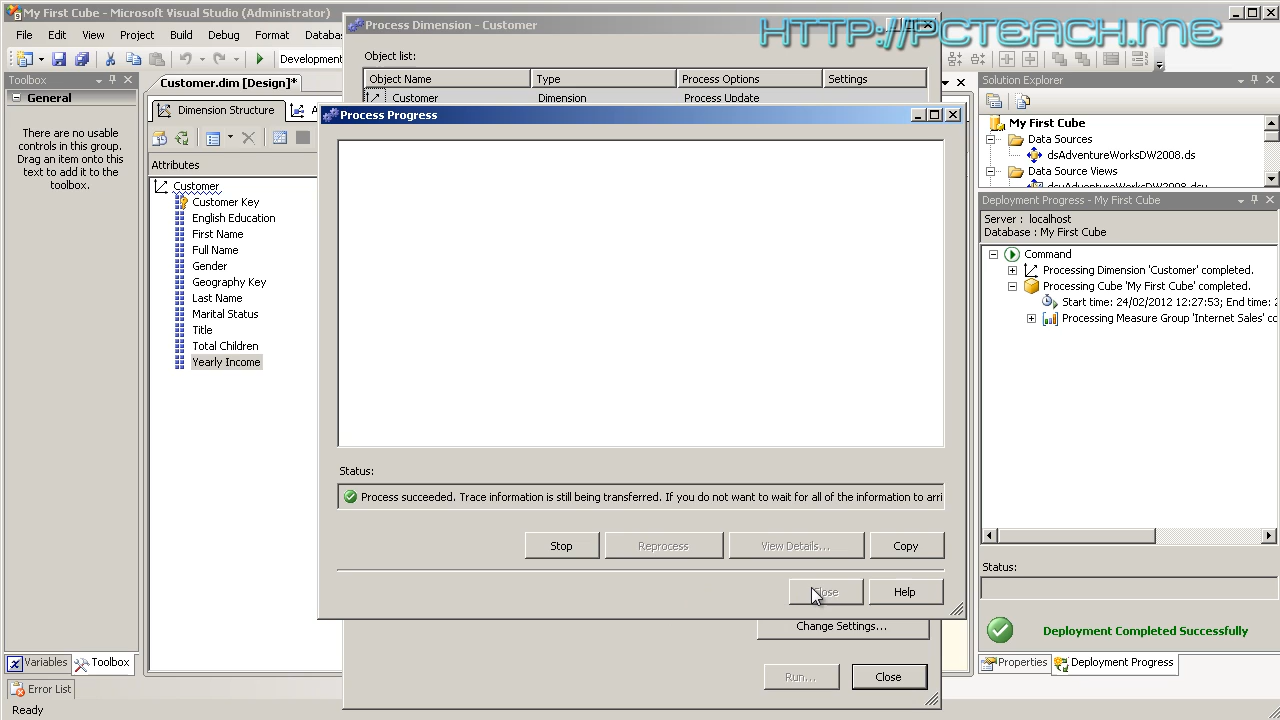 My First Cube - Microsoft Visual Studio (Administrator)
HTTP://PCTEACH.ME
File
Project
Build
Format
Development
Toolbox
General
There are no usable
controls in this group.
Drag an item onto this
text to add it to the
toolbox.
Variables
Toolbox
Error List
Ready
Customer.dim [Design]*
Dimension Structure
Attributes
Customer
Customer Key
English Education
First Name
Full Name
Gender
Geography Key
Last Name
Marital Status
Title
Total Children
Yearly Income
Process Dimension - Customer
Object list:
Object Name Type Process Options Settings
Customer Dimension Process Update
Process Progress
Status:
Process succeeded. Trace information is still being transferred. If you do not want to wait for all of the information to arri
Stop Reprocess View Details... Copy
Close Help
Change Settings...
Run... Close
Solution Explorer
My First Cube
Data Sources
dsAdventureWorksDW2008.ds
Data Source Views
dsvAdventureWorksDW2008.dsv
Deployment Progress - My First Cube
Server : localhost
Database : My First Cube
Command
Processing Dimension 'Customer' completed.
Processing Cube 'My First Cube' completed.
Start time: 24/02/2012 12:27:53; End time: 2
Processing Measure Group 'Internet Sales' co
Status:
Deployment Completed Successfully
Properties
Deployment Progress